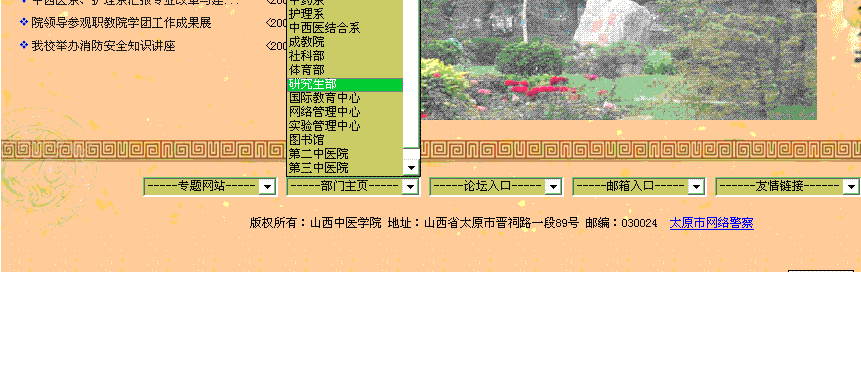 院领导参观职教院学团工作成果展 <200
我校举办消防安全知识讲座 <200
护理系
中西医结合系
成教院
社科部
体育部
研究生部
国际教育中心
网络管理中心
实验管理中心
图书馆
第二中医院
第三中医院
-----专题网站----- -----部门主页----- -----论坛入口----- -----邮箱入口----- -----友情链接-----
版权所有：山西中医学院 地址：山西省太原市晋祠路一段89号 邮编：030024 太原市网络警察